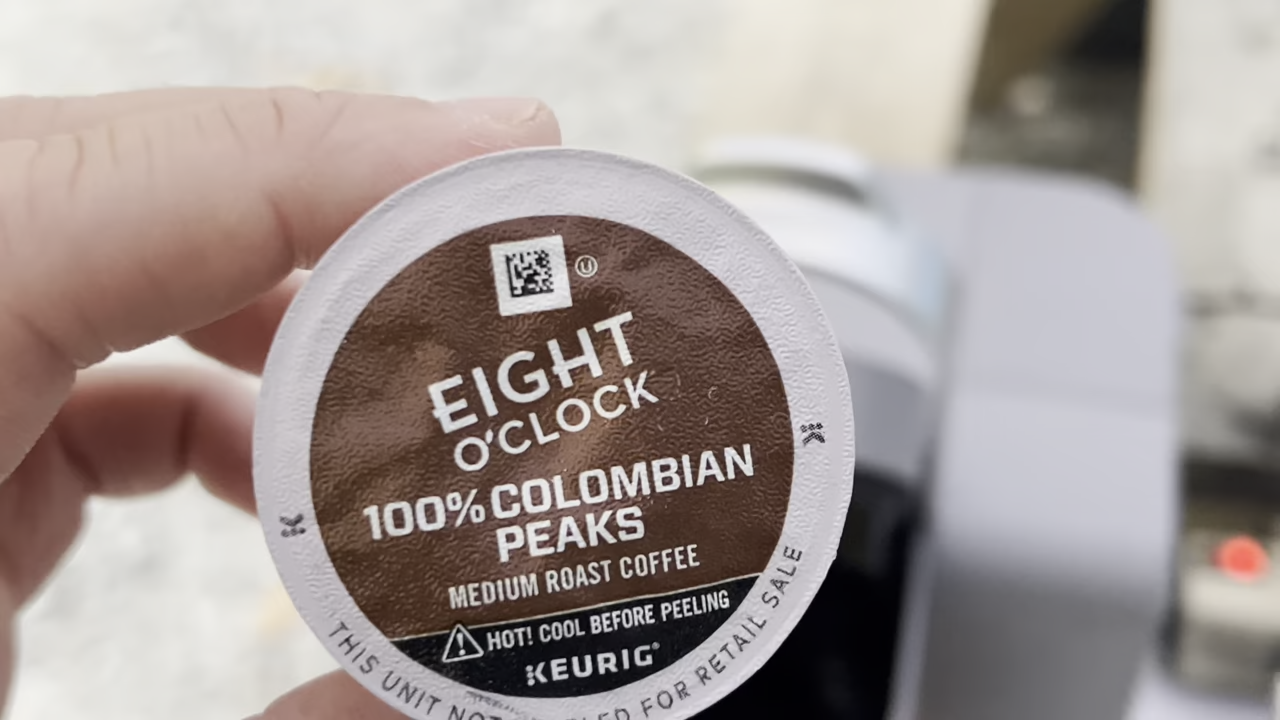 U
EIGHT
O'CLOCK
100% COLOMBIAN
PEAKS
MEDIUM ROAST COFFEE
HOT! COOL BEFORE PEELING
KEURIG®
THIS UNIT NOT FOR RETAIL SALE